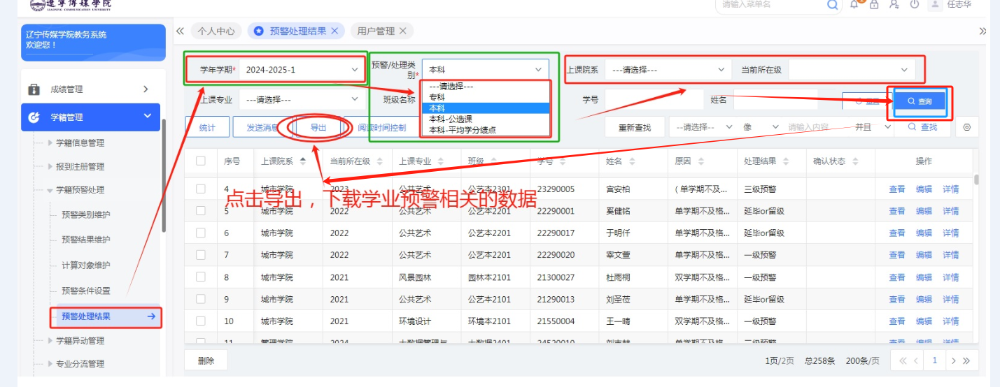 辽宁传媒学院
LIAONING COMMUNICATION UNIVERSITY
请输入菜单名
任志华
辽宁传媒学院教务系统
欢迎您！
个人中心
预警处理结果
用户管理
成绩管理
学籍管理
学籍信息管理
报到注册管理
学籍预警处理
预警类别维护
预警结果维护
计算对象维护
预警条件设置
预警处理结果
学籍异动管理
专业分流管理
学年学期* 2024-2025-1
预警/处理类别* 本科
上课院系 ---请选择---
当前所在级
---请选择---
专科
本科
本科-公选课
本科-平均学分绩点
上课专业 ---请选择---
班级名称
学号
姓名
查询
统计 发送消息 导出 阅读时间控制
重新查找 --请选择-- 像 请输入内容 并且 查找
序号 上课院系 当前所在级 上课专业 班级 学号 姓名 原因 处理结果 确认状态 操作
4 城市学院 2023 公共艺术 公艺本2301 23290005 宫安柏 (单学期不及... 三级预警 查看 编辑 详情
点击导出，下载学业预警相关的数据
5 城市学院 2022 公共艺术 公艺本2201 22290001 奚健铭 单学期不及格... 延毕or留级 查看 编辑 详情
6 城市学院 2022 公共艺术 公艺本2201 22290017 于明仟 单学期不及格... 延毕or留级 查看 编辑 详情
7 城市学院 2022 公共艺术 公艺本2201 22290020 宰文萱 单学期不及格... 一级预警 查看 编辑 详情
8 城市学院 2021 风景园林 园林本2101 21300027 杜雨桐 双学期不及格... 一级预警 查看 编辑 详情
9 城市学院 2021 公共艺术 公艺本2101 21290013 刘圣莅 单学期不及格... 延毕or留级 查看 编辑 详情
10 城市学院 2021 环境设计 环境本2101 21550004 王一晴 双学期不及格... 一级预警 查看 编辑 详情
11 管理学院 2024 大数据管理与 大数据2401 24520010 单学期不及格... 二级预警 查看 编辑 详情
删除
1页/2页 总258条 200条/页 1